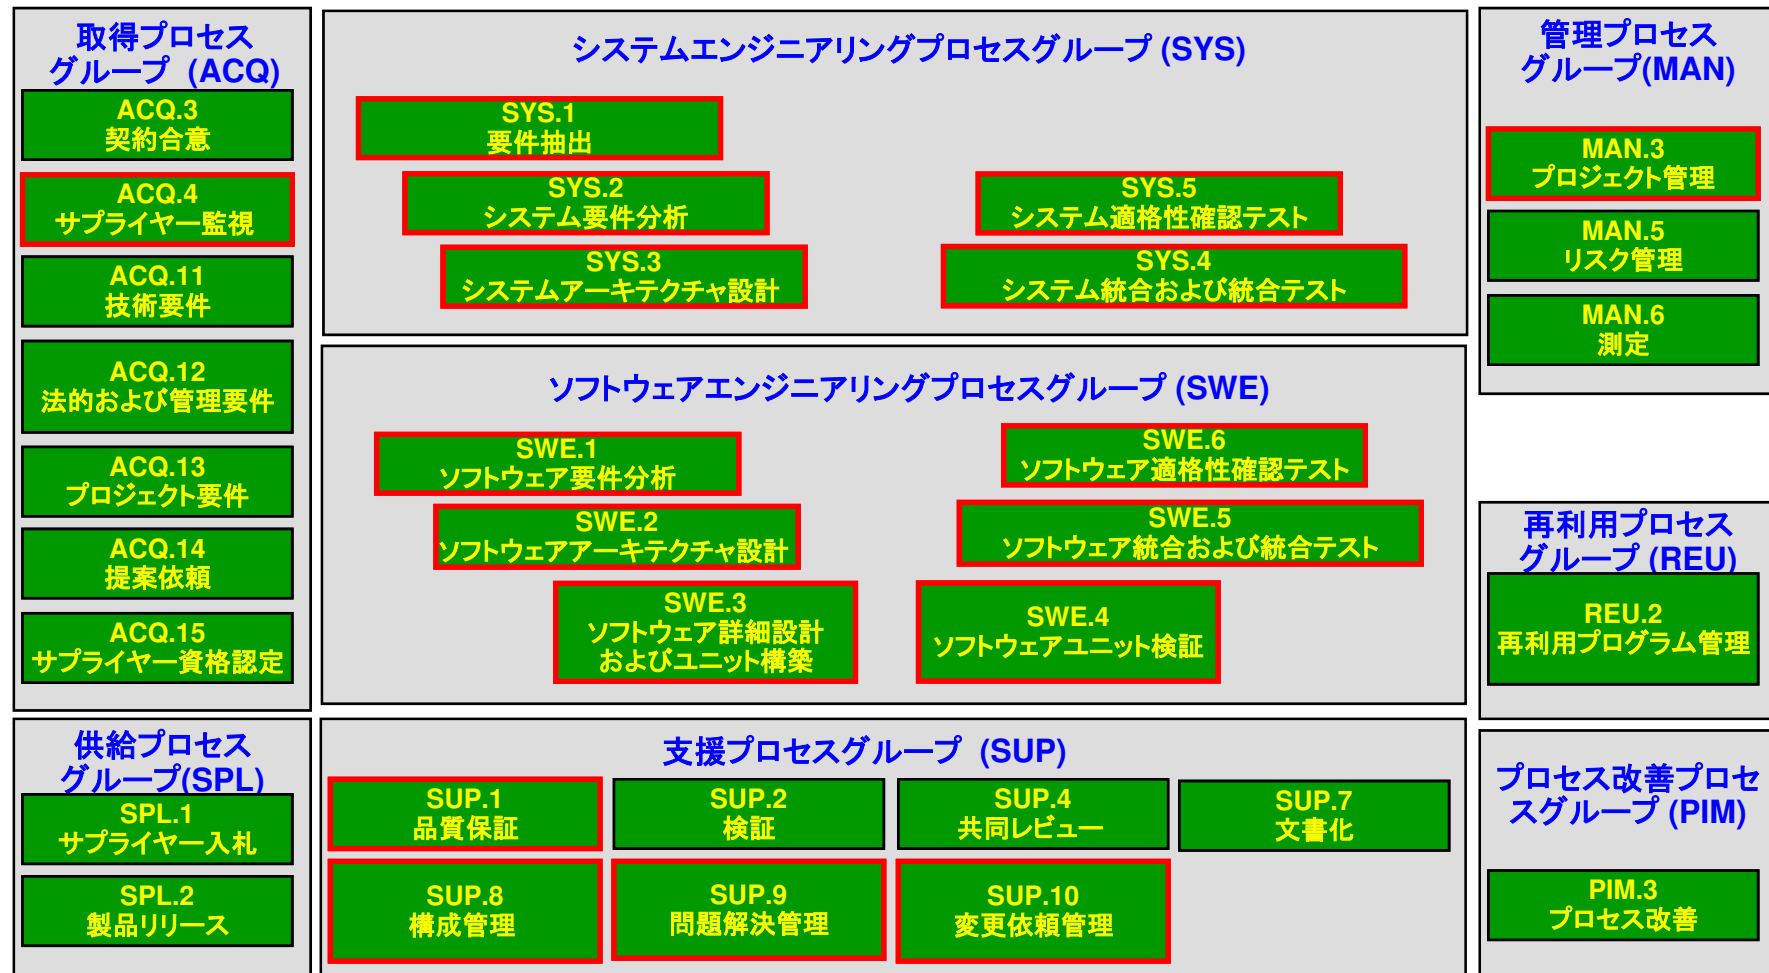 取得プロセス
グループ (ACQ)
ACQ.3
契約合意
ACQ.4
サプライヤー監視
ACQ.11
技術要件
ACQ.12
法的および管理要件
ACQ.13
プロジェクト要件
ACQ.14
提案依頼
ACQ.15
サプライヤー資格認定
供給プロセス
グループ(SPL)
SPL.1
サプライヤー入札
SPL.2
製品リリース
システムエンジニアリングプロセスグループ (SYS)
SYS.1
要件抽出
SYS.2
システム要件分析
SYS.3
システムアーキテクチャ設計
SYS.5
システム適格性確認テスト
SYS.4
システム統合および統合テスト
ソフトウェアエンジニアリングプロセスグループ (SWE)
SWE.1
ソフトウェア要件分析
SWE.2
ソフトウェアアーキテクチャ設計
SWE.3
ソフトウェア詳細設計
およびユニット構築
SWE.6
ソフトウェア適格性確認テスト
SWE.5
ソフトウェア統合および統合テスト
SWE.4
ソフトウェアユニット検証
支援プロセスグループ (SUP)
SUP.1
品質保証
SUP.2
検証
SUP.4
共同レビュー
SUP.7
文書化
SUP.8
構成管理
SUP.9
問題解決管理
SUP.10
変更依頼管理
管理プロセス
グループ(MAN)
MAN.3
プロジェクト管理
MAN.5
リスク管理
MAN.6
測定
再利用プロセス
グループ (REU)
REU.2
再利用プログラム管理
プロセス改善プロセ
スグループ (PIM)
PIM.3
プロセス改善